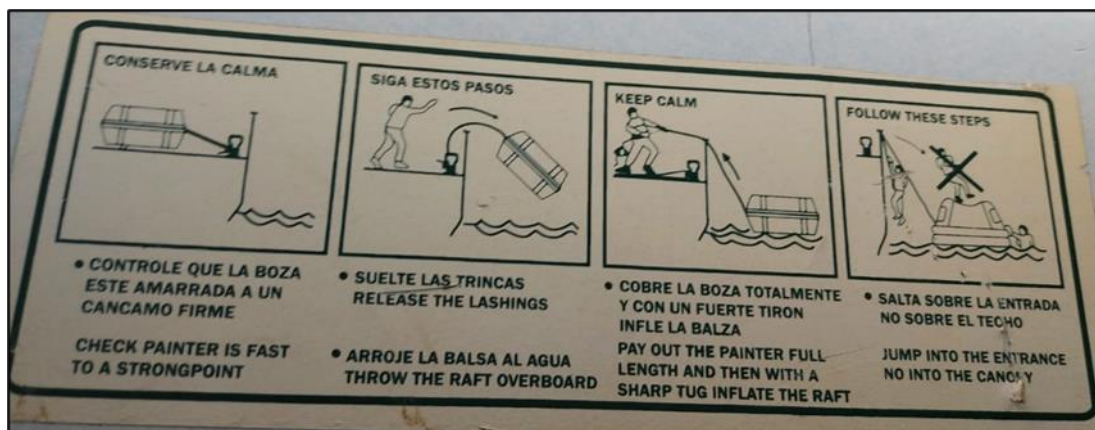 CONSERVE LA CALMA
• CONTROLE QUE LA BOZA
ESTE AMARRADA A UN
CANCAMO FIRME
CHECK PAINTER IS FAST
TO A STRONGPOINT
SIGA ESTOS PASOS
• SUELTE LAS TRINCAS
RELEASE THE LASHINGS
• ARROJE LA BALSA AL AGUA
THROW THE RAFT OVERBOARD
KEEP CALM
• COBRE LA BOZA TOTALMENTE
Y CON UN FUERTE TIRON
INFLE LA BALZA
PAY OUT THE PAINTER FULL
LENGTH AND THEN WITH A
SHARP TUG INFLATE THE RAFT
FOLLOW THESE STEPS
• SALTA SOBRE LA ENTRADA
NO SOBRE EL TECHO
JUMP INTO THE ENTRANCE
NO INTO THE CANOPY